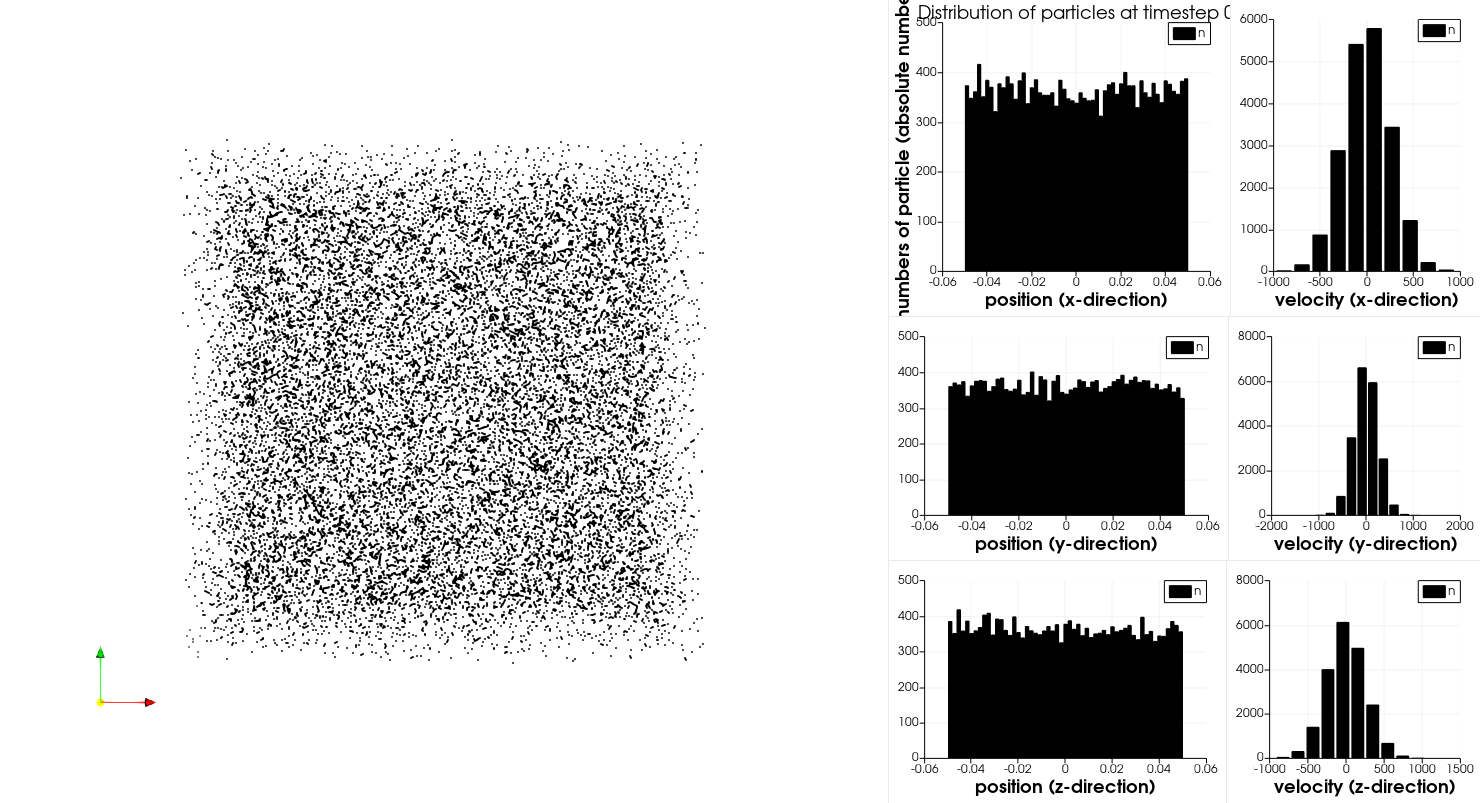 Distribution of particles at timestep 0
numbers of particle (absolute numbe
500
400
300
200
100
0
-0.06 -0.04 -0.02 0 0.02 0.04 0.06
position (x-direction)
n
6000
5000
4000
3000
2000
1000
0
-1000 -500 0 500 1000
velocity (x-direction)
n
500
400
300
200
100
0
-0.06 -0.04 -0.02 0 0.02 0.04 0.06
position (y-direction)
n
8000
6000
4000
2000
0
-2000 -1000 0 1000 2000
velocity (y-direction)
n
500
400
300
200
100
0
-0.06 -0.04 -0.02 0 0.02 0.04 0.06
position (z-direction)
n
8000
6000
4000
2000
0
-1000 -500 0 500 1000 1500
velocity (z-direction)
n